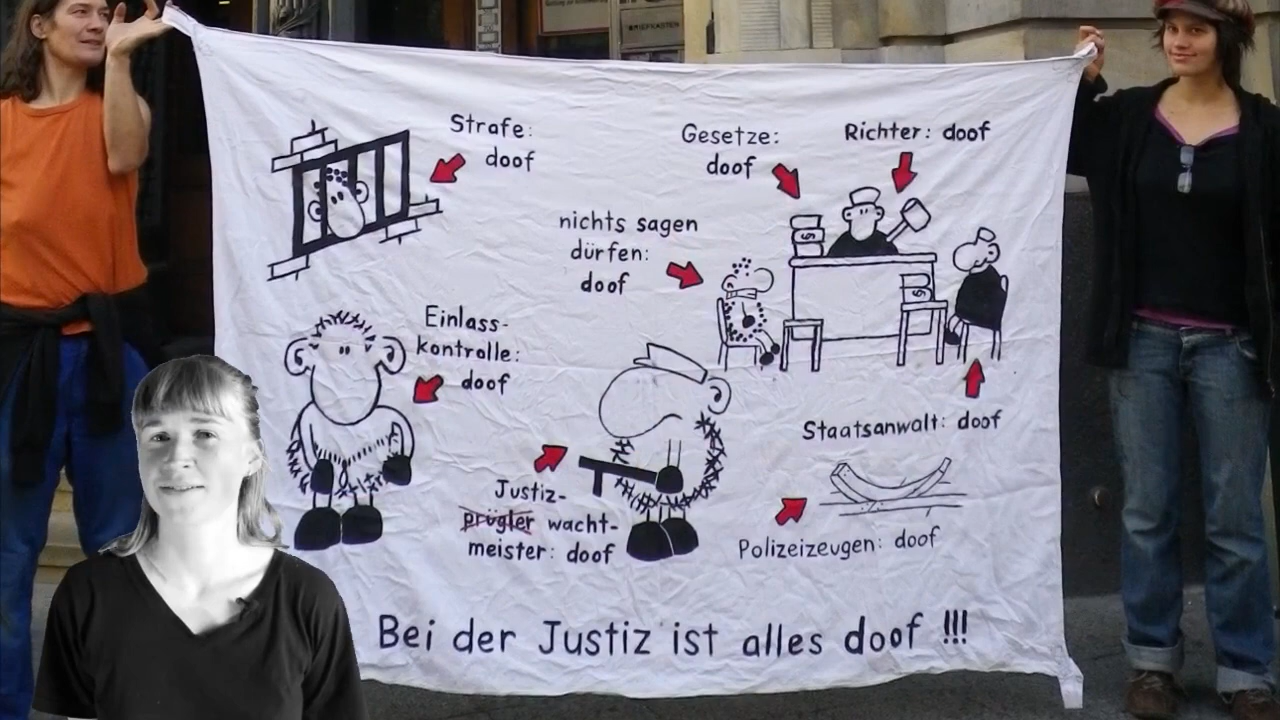 BRIEFKASTEN
Strafe:
doof
Gesetze:
doof
Richter: doof
nichts sagen
dürfen:
doof
Einlass-
kontrolle:
doof
Staatsanwalt: doof
Justiz-
prügler wacht-
meister: doof
Polizeizeugen: doof
Bei der Justiz ist alles doof !!!